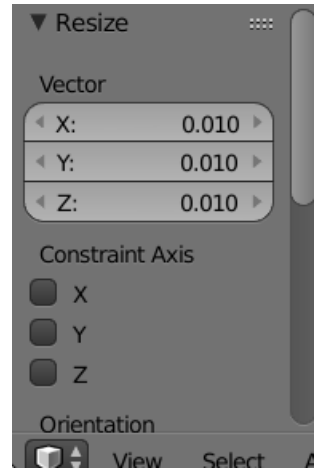 Resize
Vector
X: 0.010
Y: 0.010
Z: 0.010
Constraint Axis
X
Y
Z
Orientation
View Select